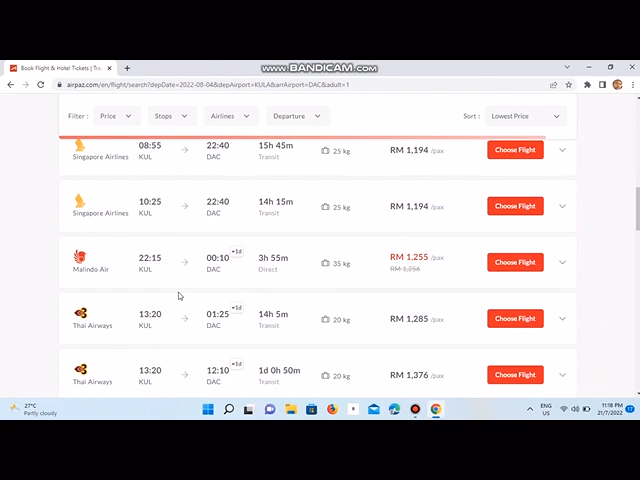 WWW.BANDICAM.COM
Book Flight & Hotel Tickets | Tra
airpaz.com/en/flight/search?depDate=2022-08-04&depAirport=KULA&arrAirport=DAC&adult=1
Filter : Price Stops Airlines Departure Sort : Lowest Price
08:55 22:40 15h 45m 25 kg RM 1,194 /pax Choose Flight
Singapore Airlines KUL DAC Transit
10:25 22:40 14h 15m 25 kg RM 1,194 /pax Choose Flight
Singapore Airlines KUL DAC Transit
22:15 00:10 +1d 3h 55m 35 kg RM 1,255 /pax Choose Flight
Malindo Air KUL DAC Direct RM 1,256
13:20 01:25 +1d 14h 5m 20 kg RM 1,285 /pax Choose Flight
Thai Airways KUL DAC Transit
13:20 12:10 +1d 1d 0h 50m 20 kg RM 1,376 /pax Choose Flight
Thai Airways KUL DAC Transit
27°C ENG 11:18 PM
Partly cloudy US 21/7/2022